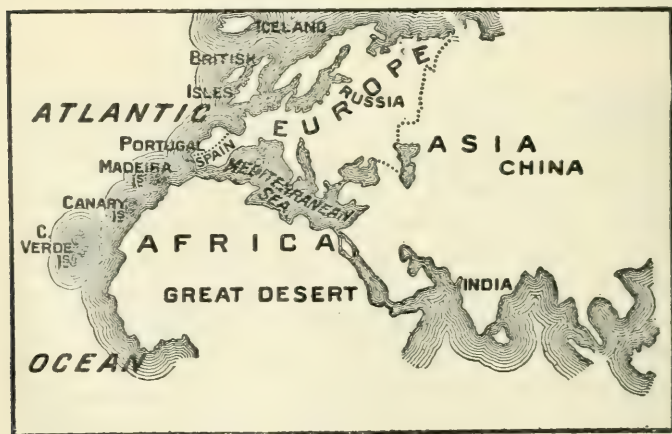 ICELAND
BRITISH
ISLES
ATLANTIC
EUROPE
RUSSIA
PORTUGAL
SPAIN
MADEIRA
IS
MEDITERRANEAN
SEA
ASIA
CHINA
CANARY
IS
C.
VERDE
IS
AFRICA
GREAT DESERT
INDIA
OCEAN